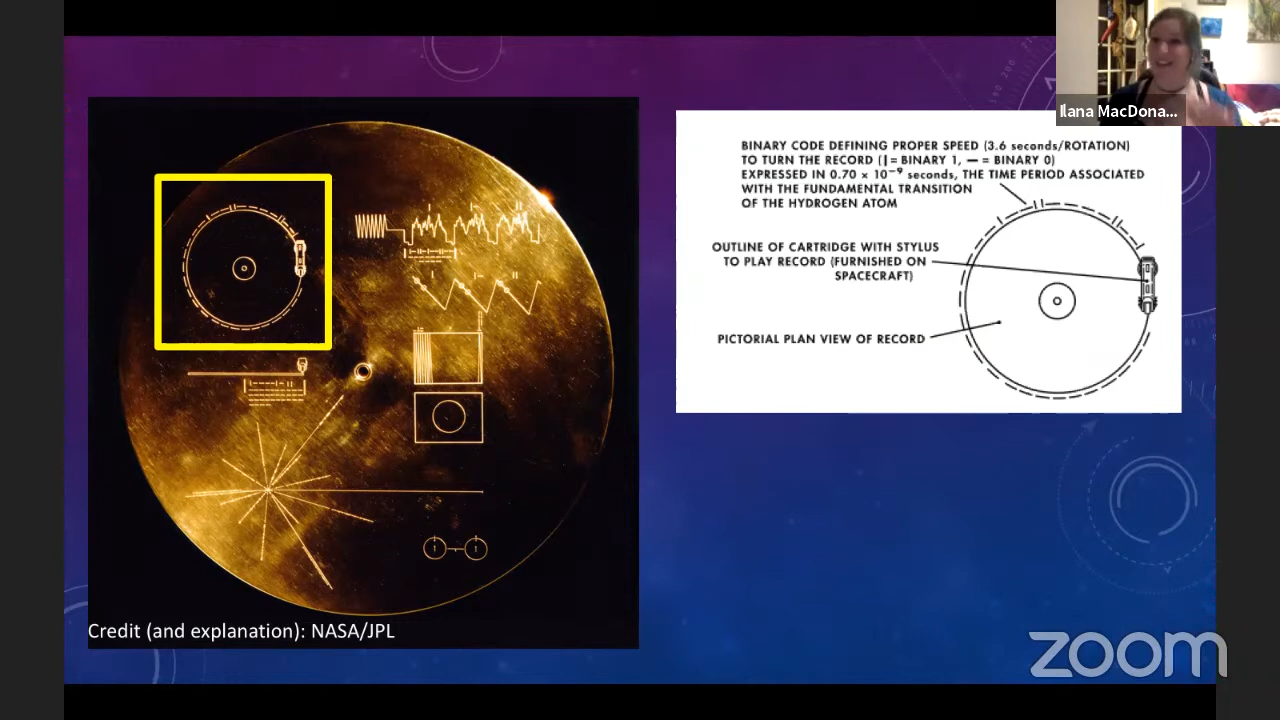 Ilana MacDona...
BINARY CODE DEFINING PROPER SPEED (3.6 seconds/ROTATION)
TO TURN THE RECORD (|= BINARY 1, — = BINARY 0)
EXPRESSED IN 0.70 × 10⁻⁹ seconds, THE TIME PERIOD ASSOCIATED
WITH THE FUNDAMENTAL TRANSITION
OF THE HYDROGEN ATOM
OUTLINE OF CARTRIDGE WITH STYLUS
TO PLAY RECORD (FURNISHED ON
SPACECRAFT)
PICTORIAL PLAN VIEW OF RECORD
Credit (and explanation): NASA/JPL
zoom